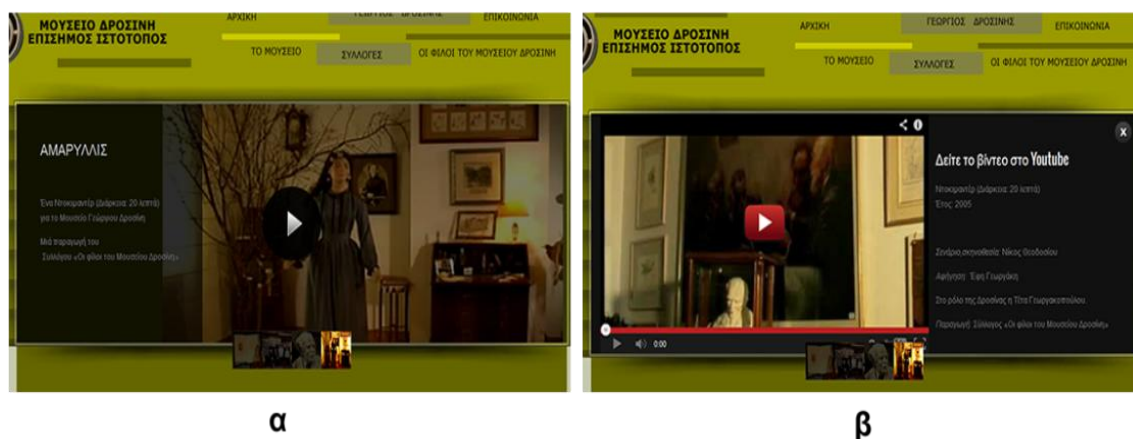 ΑΡΧΙΚΗ
ΓΕΩΡΓΙΟΣ ΔΡΟΣΙΝΗΣ
ΕΠΙΚΟΙΝΩΝΙΑ
ΜΟΥΣΕΙΟ ΔΡΟΣΙΝΗ
ΕΠΙΣΗΜΟΣ ΙΣΤΟΤΟΠΟΣ
ΤΟ ΜΟΥΣΕΙΟ
ΣΥΛΛΟΓΕΣ
ΟΙ ΦΙΛΟΙ ΤΟΥ ΜΟΥΣΕΙΟΥ ΔΡΟΣΙΝΗ
ΑΜΑΡΥΛΛΙΣ
Ένα Ντοκιμαντέρ (Διάρκεια: 20 λεπτά)
για το Μουσείο Γεώργιου Δροσίνη
Μιά παραγωγή του
Συλλόγου «Οι φίλοι του Μουσείου Δροσίνη»
α
ΑΡΧΙΚΗ
ΓΕΩΡΓΙΟΣ ΔΡΟΣΙΝΗΣ
ΕΠΙΚΟΙΝΩΝΙΑ
ΜΟΥΣΕΙΟ ΔΡΟΣΙΝΗ
ΕΠΙΣΗΜΟΣ ΙΣΤΟΤΟΠΟΣ
ΤΟ ΜΟΥΣΕΙΟ
ΣΥΛΛΟΓΕΣ
ΟΙ ΦΙΛΟΙ ΤΟΥ ΜΟΥΣΕΙΟΥ ΔΡΟΣΙΝΗ
Δείτε το βίντεο στο Youtube
Ντοκιμαντέρ (Διάρκεια: 20 λεπτά)
Έτος: 2005
Σενάριο,σκηνοθεσία: Νίκος Θεοδοσίου
Αφήγηση: Έφη Γεωργάκη
Στο ρόλο της Δροσίνας η Τέτα Γεωργακοπούλου.
Παραγωγή: Σύλλογος «Οι φίλοι του Μουσείου Δροσίνη»
0:00
β